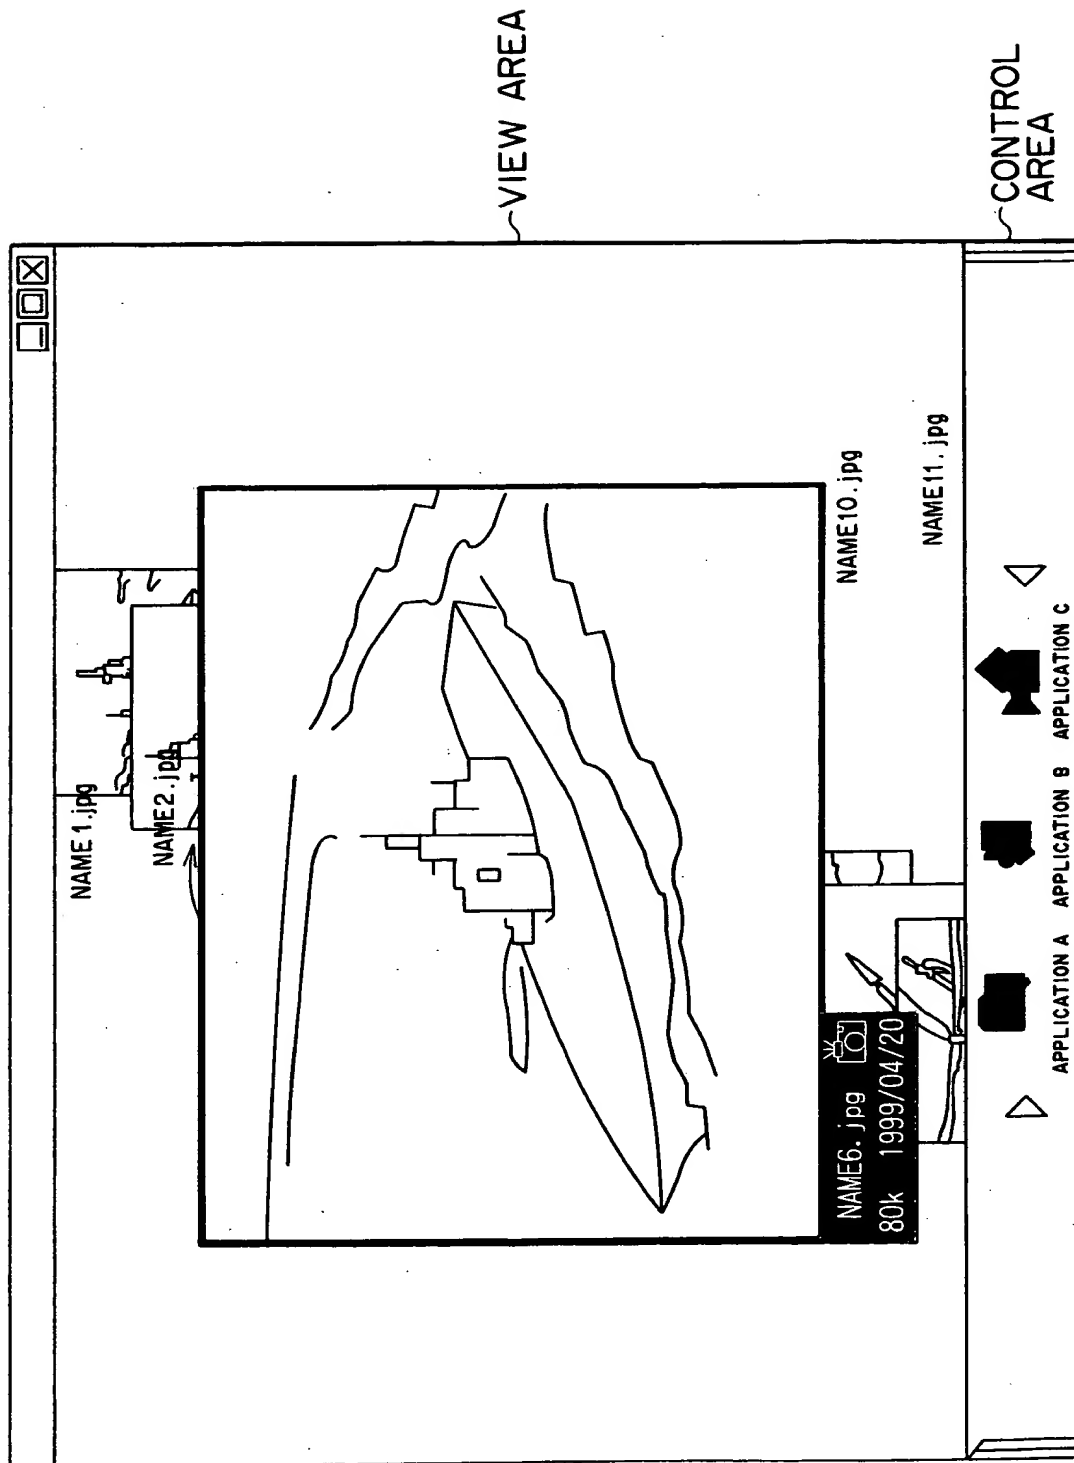 NAME1.jpg
NAME2.jpg
VIEW AREA
NAME6.jpg
80k 1999/04/20
NAME10.jpg
NAME11.jpg
APPLICATION A APPLICATION B APPLICATION C
CONTROL
AREA